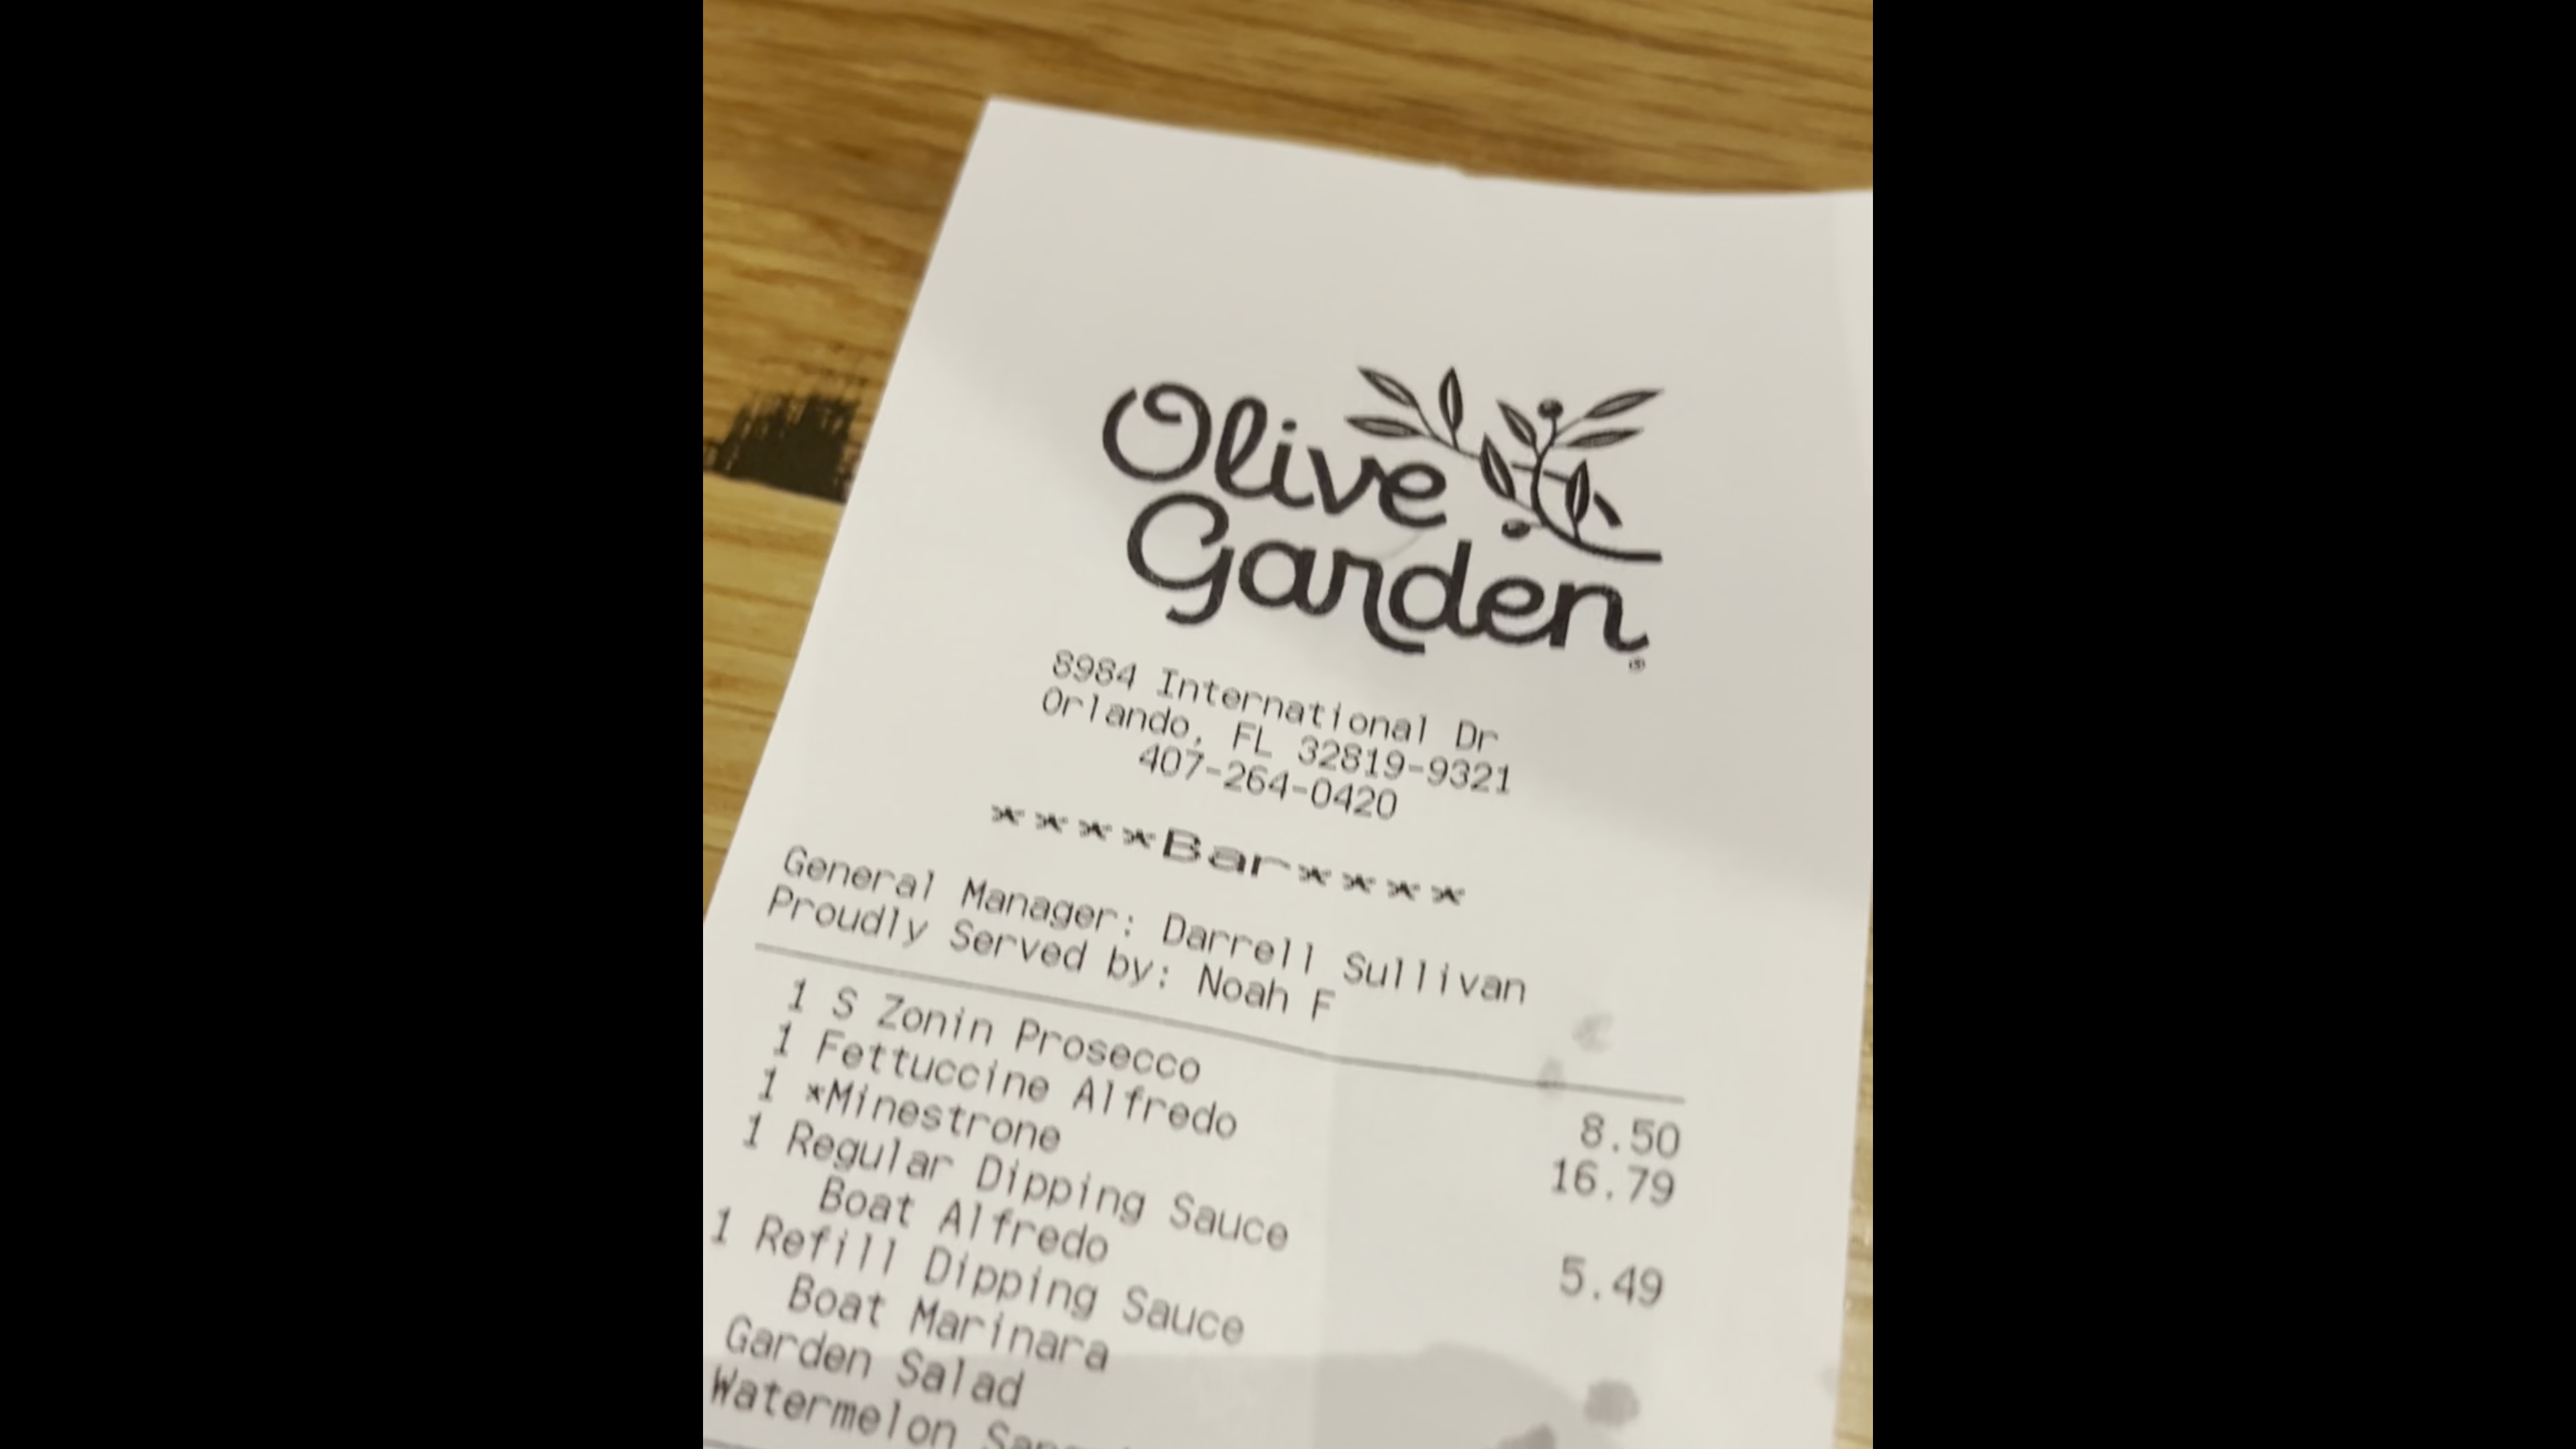 Olive
Garden®
8984 International Dr
Orlando, FL 32819-9321
407-264-0420
****Bar****
General Manager: Darrell Sullivan
Proudly Served by: Noah F
1 S Zonin Prosecco 8.50
1 Fettuccine Alfredo 16.79
1 *Minestrone
1 Regular Dipping Sauce 5.49
Boat Alfredo
1 Refill Dipping Sauce
Boat Marinara
Garden Salad
Watermelon